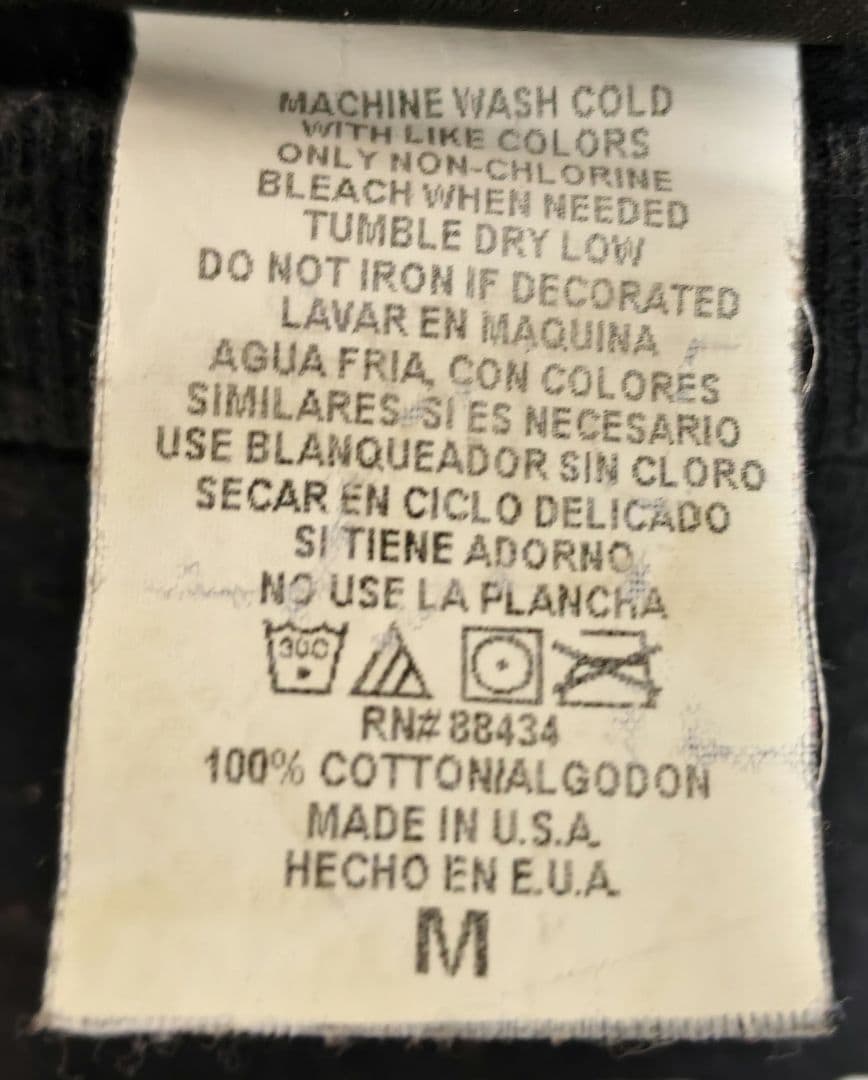 MACHINE WASH COLD
WITH LIKE COLORS
ONLY NON-CHLORINE
BLEACH WHEN NEEDED
TUMBLE DRY LOW
DO NOT IRON IF DECORATED
LAVAR EN MAQUINA
AGUA FRIA, CON COLORES
SIMILARES. SI ES NECESARIO
USE BLANQUEADOR SIN CLORO
SECAR EN CICLO DELICADO
SI TIENE ADORNO
NO USE LA PLANCHA
30C
RN# 88434
100% COTTON/ALGODON
MADE IN U.S.A.
HECHO EN E.U.A.
M